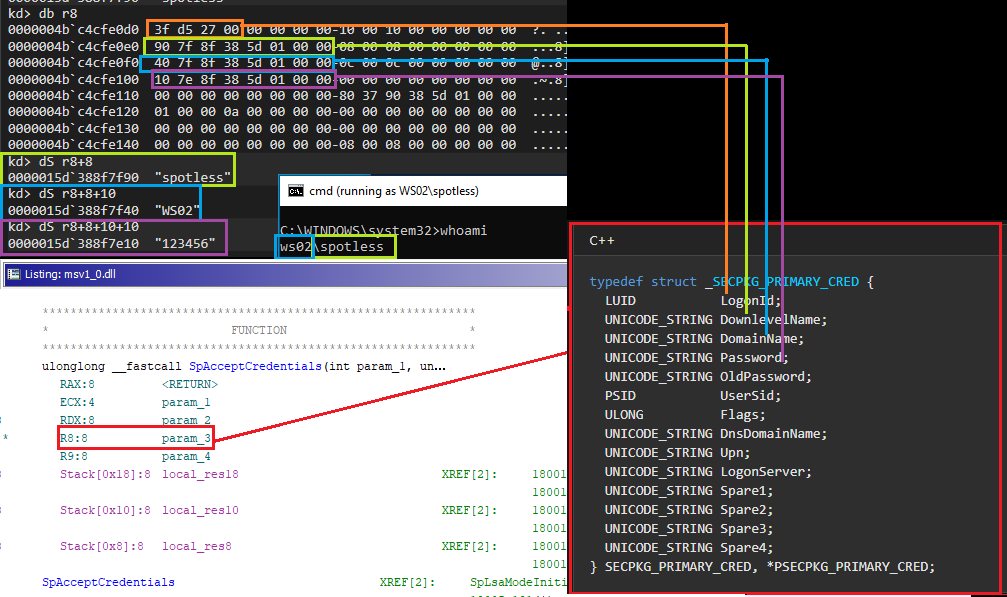 spotless
kd> db r8
0000004b`c4cfe0d0 3f d5 27 00 00 00 00 00-10 00 10 00 00 00 00 00 ?. ..
0000004b`c4cfe0e0 90 7f 8f 38 5d 01 00 00-08 00 08 00 00 00 00 00 ...8]
0000004b`c4cfe0f0 40 7f 8f 38 5d 01 00 00-0c 00 0c 00 00 00 00 00 @..8]
0000004b`c4cfe100 10 7e 8f 38 5d 01 00 00-00 00 00 00 00 00 00 00 .~.8]
0000004b`c4cfe110 00 00 00 00 00 00 00 00-80 37 90 38 5d 01 00 00 .....
0000004b`c4cfe120 01 00 00 0a 00 00 00 00-00 00 00 00 00 00 00 00 .....
0000004b`c4cfe130 00 00 00 00 00 00 00 00-00 00 00 00 00 00 00 00 .....
0000004b`c4cfe140 00 00 00 00 00 00 00 00-08 00 08 00 00 00 00 00 .....
kd> dS r8+8
0000015d`388f7f90 "spotless"
kd> dS r8+8+10
0000015d`388f7f40 "WS02"
kd> dS r8+8+10+10
0000015d`388f7e10 "123456"
cmd (running as WS02\spotless)
C:\WINDOWS\system32>whoami
ws02\spotless
Listing: msv1_0.dll
**************************************************************
* FUNCTION *
**************************************************************
ulonglong __fastcall SpAcceptCredentials(int param_1, un...
RAX:8 <RETURN>
ECX:4 param_1
RDX:8 param_2
* R8:8 param_3
R9:8 param_4
Stack[0x18]:8 local_res18 XREF[2]: 18001
18001
Stack[0x10]:8 local_res10 XREF[2]: 18001
18001
Stack[0x8]:8 local_res8 XREF[2]: 18001
18001
SpAcceptCredentials XREF[2]: SpLsaModeIniti
C++
typedef struct _SECPKG_PRIMARY_CRED {
LUID LogonId;
UNICODE_STRING DownlevelName;
UNICODE_STRING DomainName;
UNICODE_STRING Password;
UNICODE_STRING OldPassword;
PSID UserSid;
ULONG Flags;
UNICODE_STRING DnsDomainName;
UNICODE_STRING Upn;
UNICODE_STRING LogonServer;
UNICODE_STRING Spare1;
UNICODE_STRING Spare2;
UNICODE_STRING Spare3;
UNICODE_STRING Spare4;
} SECPKG_PRIMARY_CRED, *PSECPKG_PRIMARY_CRED;